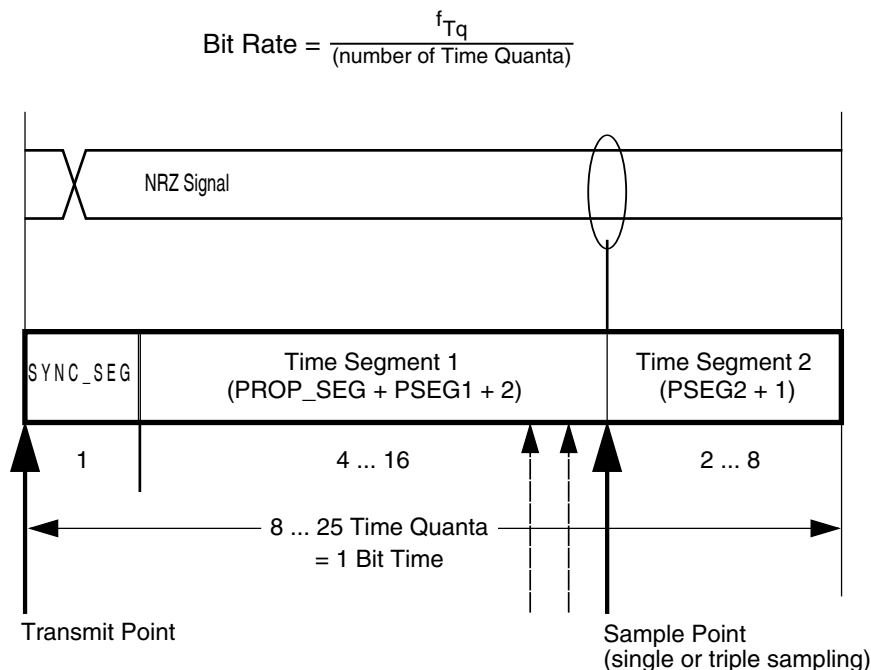 Bit Rate = fTq
(number of Time Quanta)
NRZ Signal
SYNC_SEG
Time Segment 1
(PROP_SEG + PSEG1 + 2)
Time Segment 2
(PSEG2 + 1)
1
4 ... 16
2 ... 8
8 ... 25 Time Quanta
= 1 Bit Time
Transmit Point
Sample Point
(single or triple sampling)